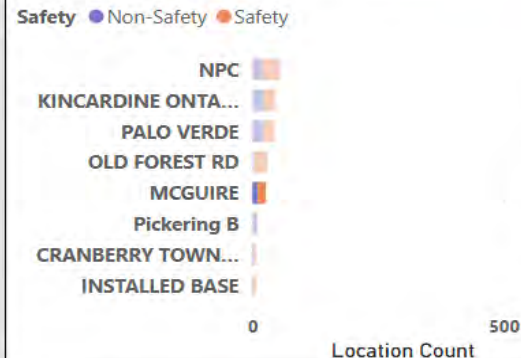 Safety Non-Safety Safety
NPC
KINCARDINE ONTA...
PALO VERDE
OLD FOREST RD
MCGUIRE
Pickering B
CRANBERRY TOWN...
INSTALLED BASE
0 500
Location Count